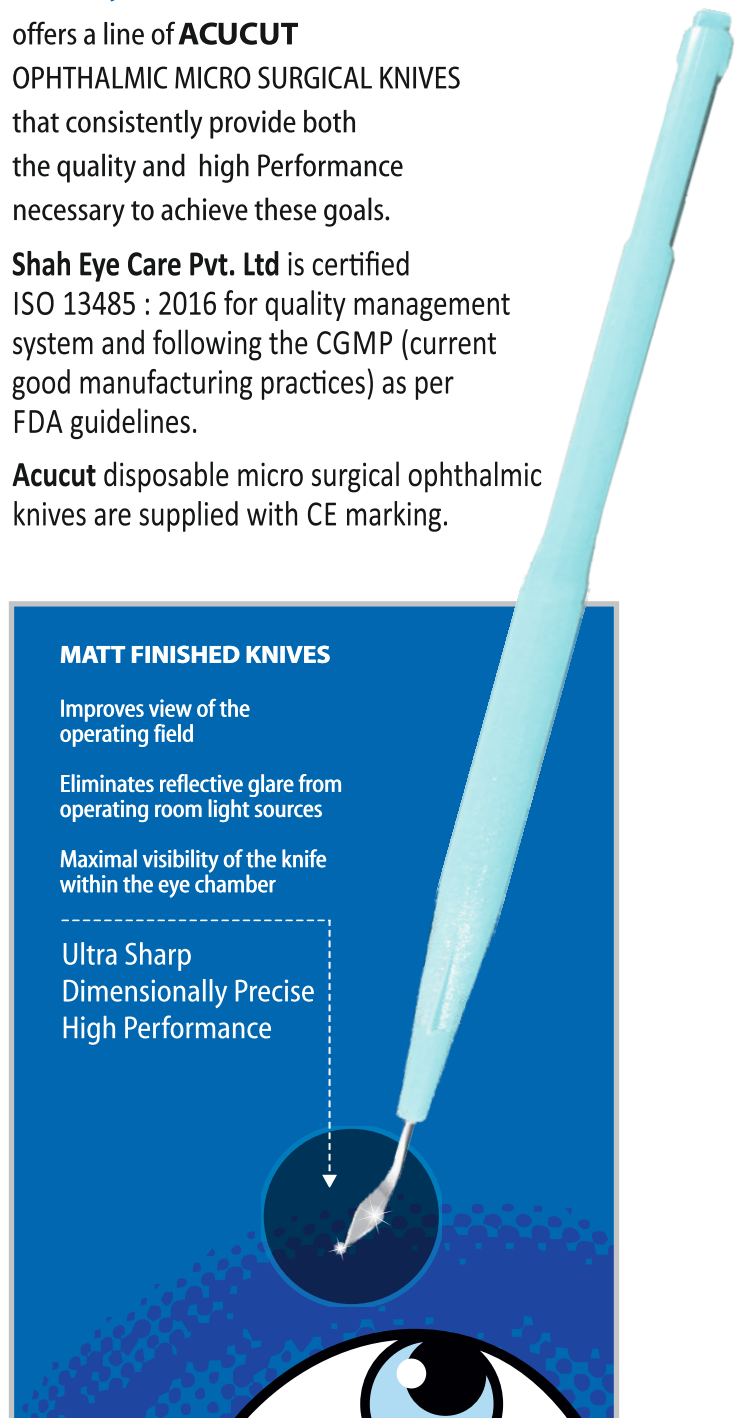 offers a line of ACUCUT
OPHTHALMIC MICRO SURGICAL KNIVES
that consistently provide both
the quality and high Performance
necessary to achieve these goals.
Shah Eye Care Pvt. Ltd is certified
ISO 13485 : 2016 for quality management
system and following the CGMP (current
good manufacturing practices) as per
FDA guidelines.
Acucut disposable micro surgical ophthalmic
knives are supplied with CE marking.
MATT FINISHED KNIVES
Improves view of the
operating field
Eliminates reflective glare from
operating room light sources
Maximal visibility of the knife
within the eye chamber
Ultra Sharp
Dimensionally Precise
High Performance